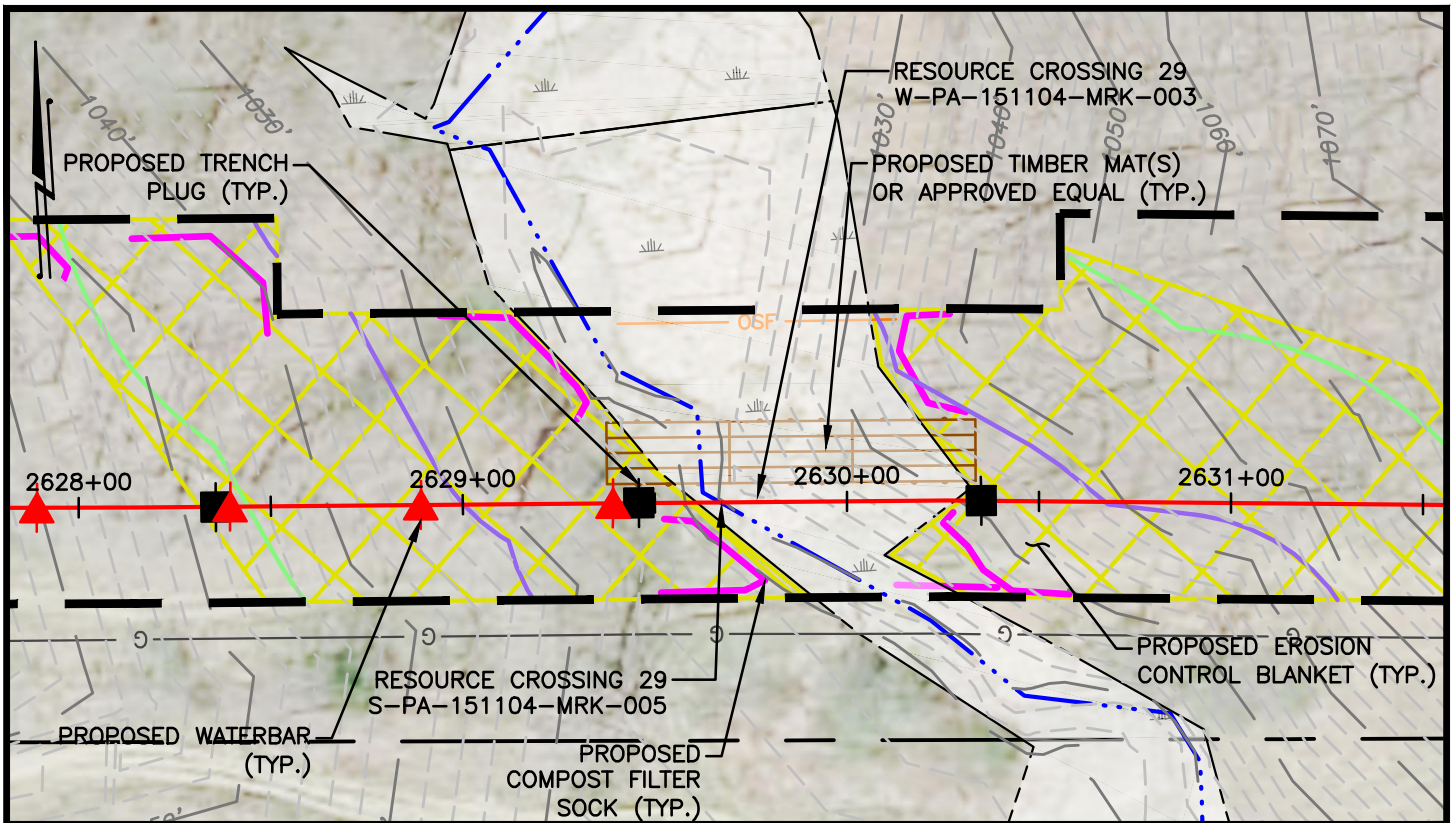 RESOURCE CROSSING 29
W-PA-151104-MRK-003
1040'
1030'
1030'
1040'
1050'
1060'
1070'
PROPOSED TRENCH
PLUG (TYP.)
PROPOSED TIMBER MAT(S)
OR APPROVED EQUAL (TYP.)
OSF
2628+00
2629+00
2630+00
2631+00
G
G
G
G
G
PROPOSED EROSION
CONTROL BLANKET (TYP.)
RESOURCE CROSSING 29
S-PA-151104-MRK-005
PROPOSED WATERBAR
(TYP.)
PROPOSED
COMPOST FILTER
SOCK (TYP.)